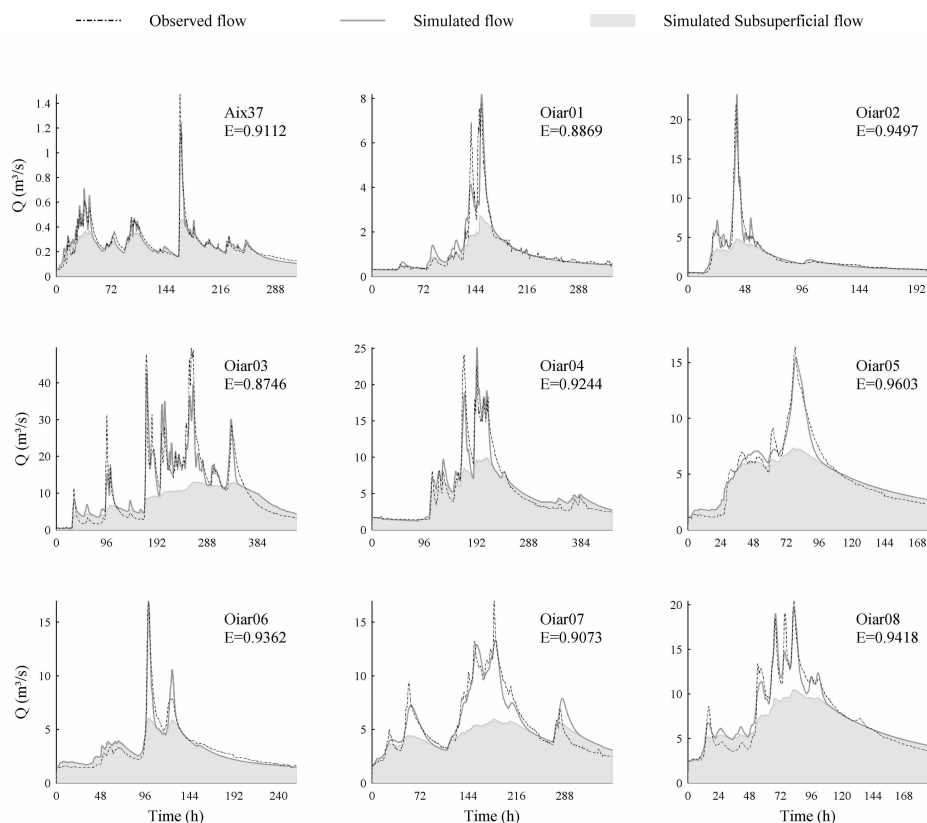 Observed flow Simulated flow Simulated Subsuperficial flow
Aix37
E=0.9112
Q (m³/s)
1.4
1.2
1
0.8
0.6
0.4
0.2
0
0 72 144 216 288
Oiar01
E=0.8869
8
6
4
2
0
0 72 144 216 288
Oiar02
E=0.9497
20
15
10
5
0
0 48 96 144 192
Oiar03
E=0.8746
Q (m³/s)
40
30
20
10
0
0 96 192 288 384
Oiar04
E=0.9244
25
20
15
10
5
0
0 96 192 288 384
Oiar05
E=0.9603
15
10
5
0
0 24 48 72 96 120 144 168
Oiar06
E=0.9362
Q (m³/s)
15
10
5
0
0 48 96 144 192 240
Time (h)
Oiar07
E=0.9073
15
10
5
0
0 72 144 216 288
Time (h)
Oiar08
E=0.9418
20
15
10
5
0
0 24 48 72 96 120 144 168
Time (h)